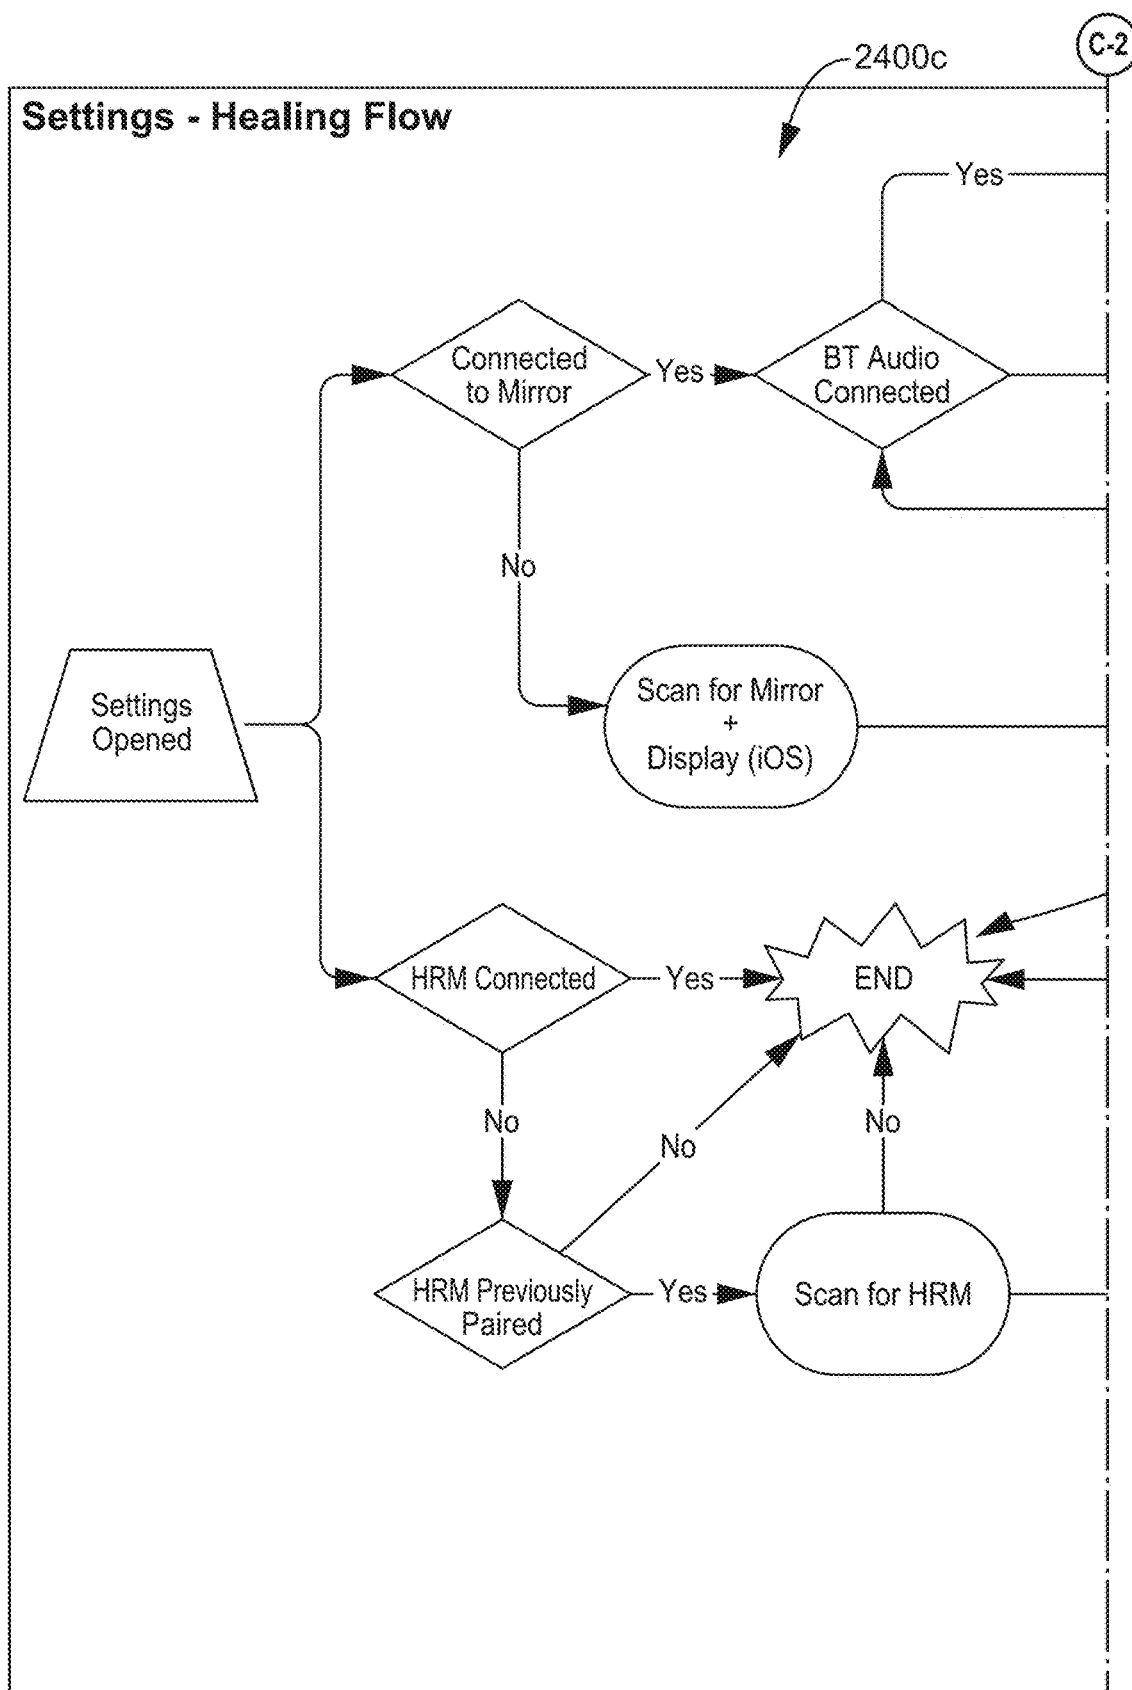 C-2
2400c
Settings - Healing Flow
Yes
Connected
to Mirror
Yes
BT Audio
Connected
No
Settings
Opened
Scan for Mirror
+
Display (iOS)
HRM Connected
Yes
END
No
No
No
HRM Previously
Paired
Yes
Scan for HRM